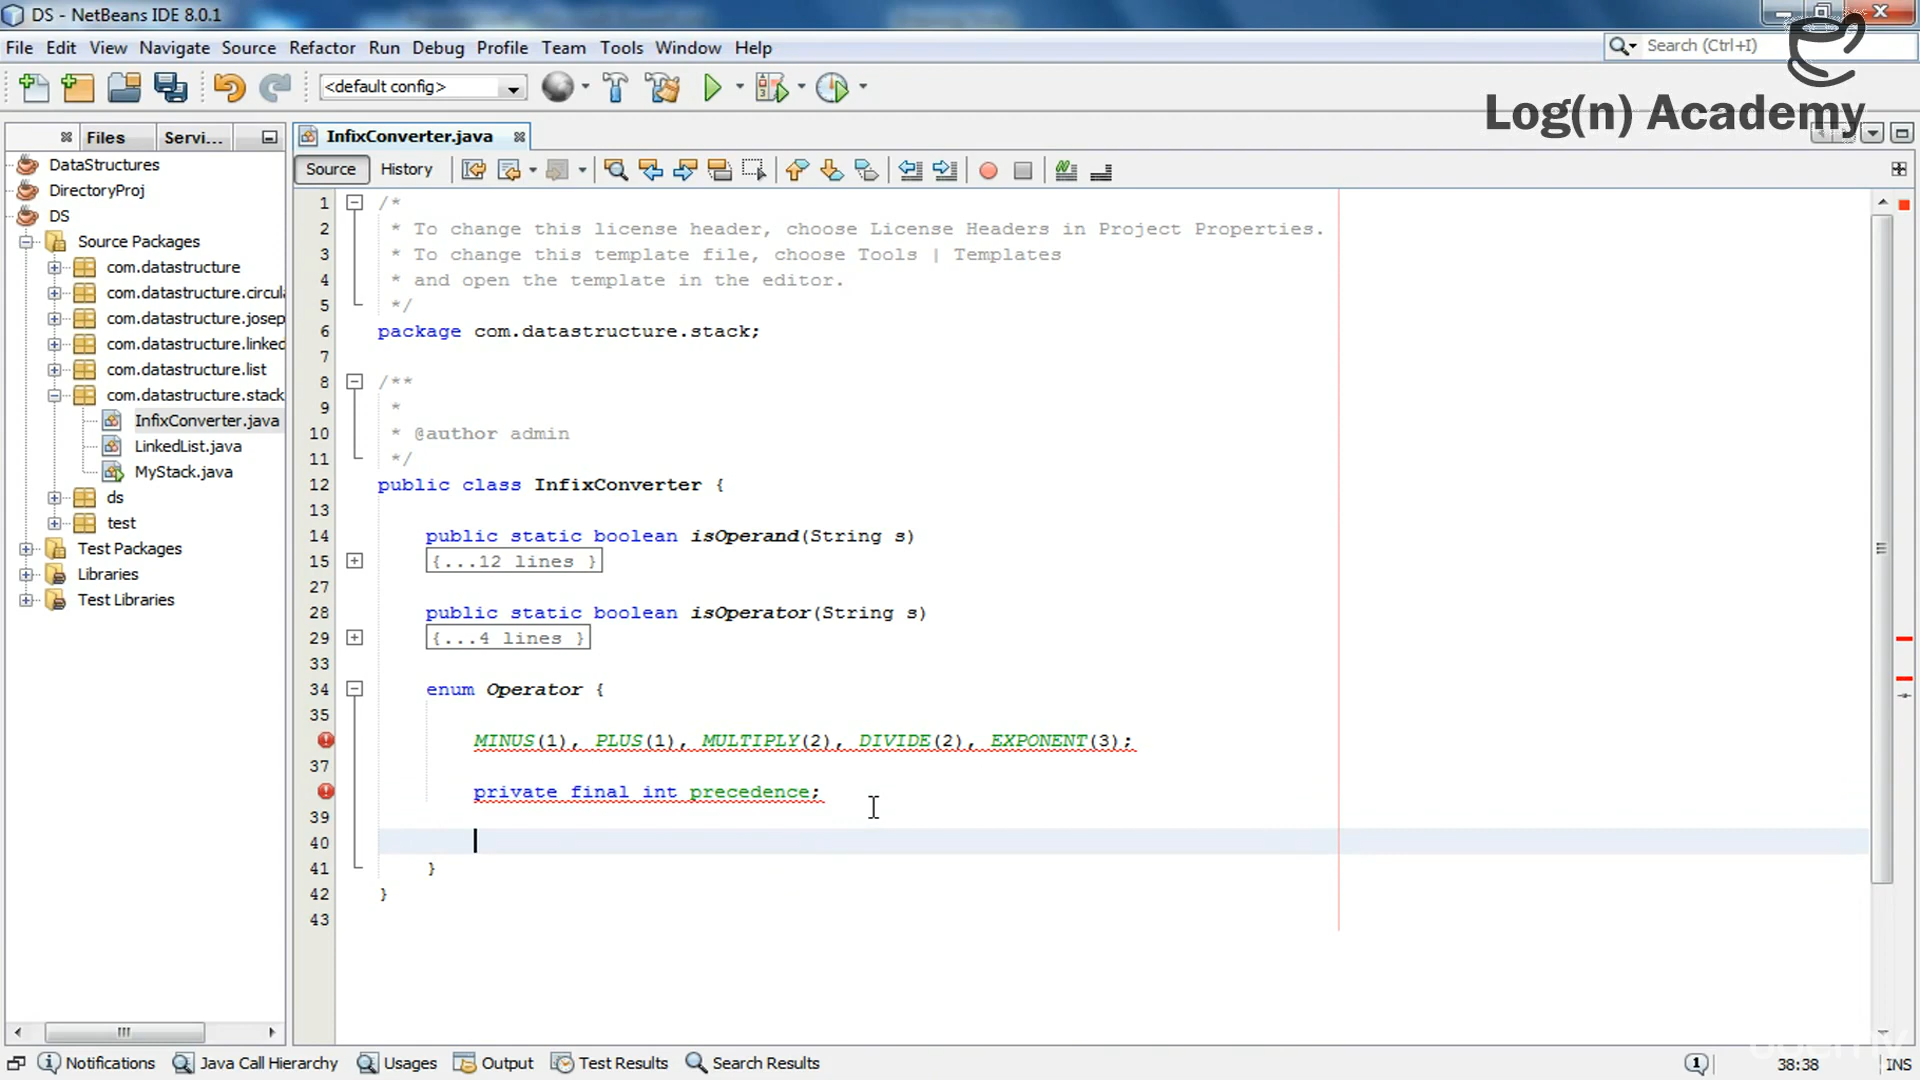 DS - NetBeans IDE 8.0.1
File Edit View Navigate Source Refactor Run Debug Profile Team Tools Window Help
Search (Ctrl+I)
<default config>
Log(n) Academy
Files Servi...
InfixConverter.java
Source History
DataStructures
DirectoryProj
DS
Source Packages
com.datastructure
com.datastructure.circula
com.datastructure.josep
com.datastructure.linked
com.datastructure.list
com.datastructure.stack
InfixConverter.java
LinkedList.java
MyStack.java
ds
test
Test Packages
Libraries
Test Libraries
1 /*
2 * To change this license header, choose License Headers in Project Properties.
3 * To change this template file, choose Tools | Templates
4 * and open the template in the editor.
5 */
6 package com.datastructure.stack;
7
8 /**
9 *
10 * @author admin
11 */
12 public class InfixConverter {
13
14 public static boolean isOperand(String s)
15 {...12 lines }
27
28 public static boolean isOperator(String s)
29 {...4 lines }
33
34 enum Operator {
35
MINUS(1), PLUS(1), MULTIPLY(2), DIVIDE(2), EXPONENT(3);
37
private final int precedence;
39
40
41 }
42 }
43
Notifications Java Call Hierarchy Usages Output Test Results Search Results
1 38:38 INS